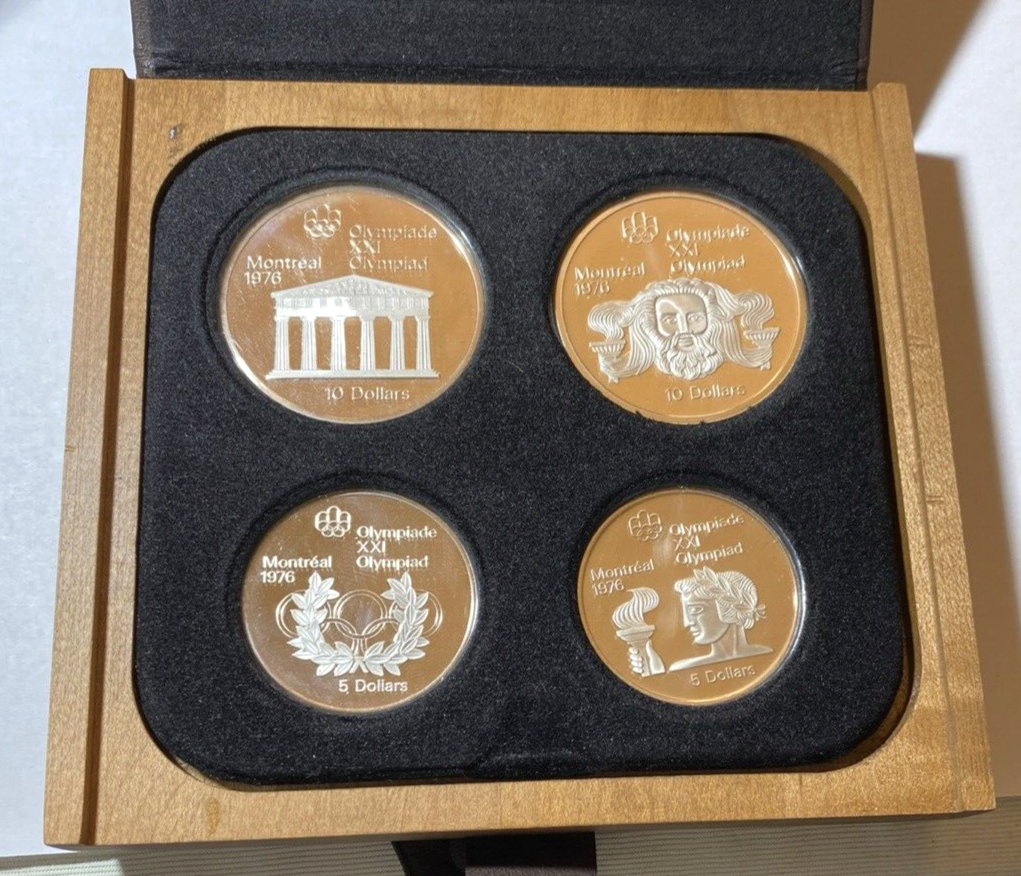 Olympiade
XXI
Olympiad
Montréal
1976
10 Dollars
Olympiade
XXI
Olympiad
Montréal
1976
10 Dollars
Olympiade
XXI
Olympiad
Montréal
1976
5 Dollars
Olympiade
XXI
Olympiad
Montréal
1976
5 Dollars